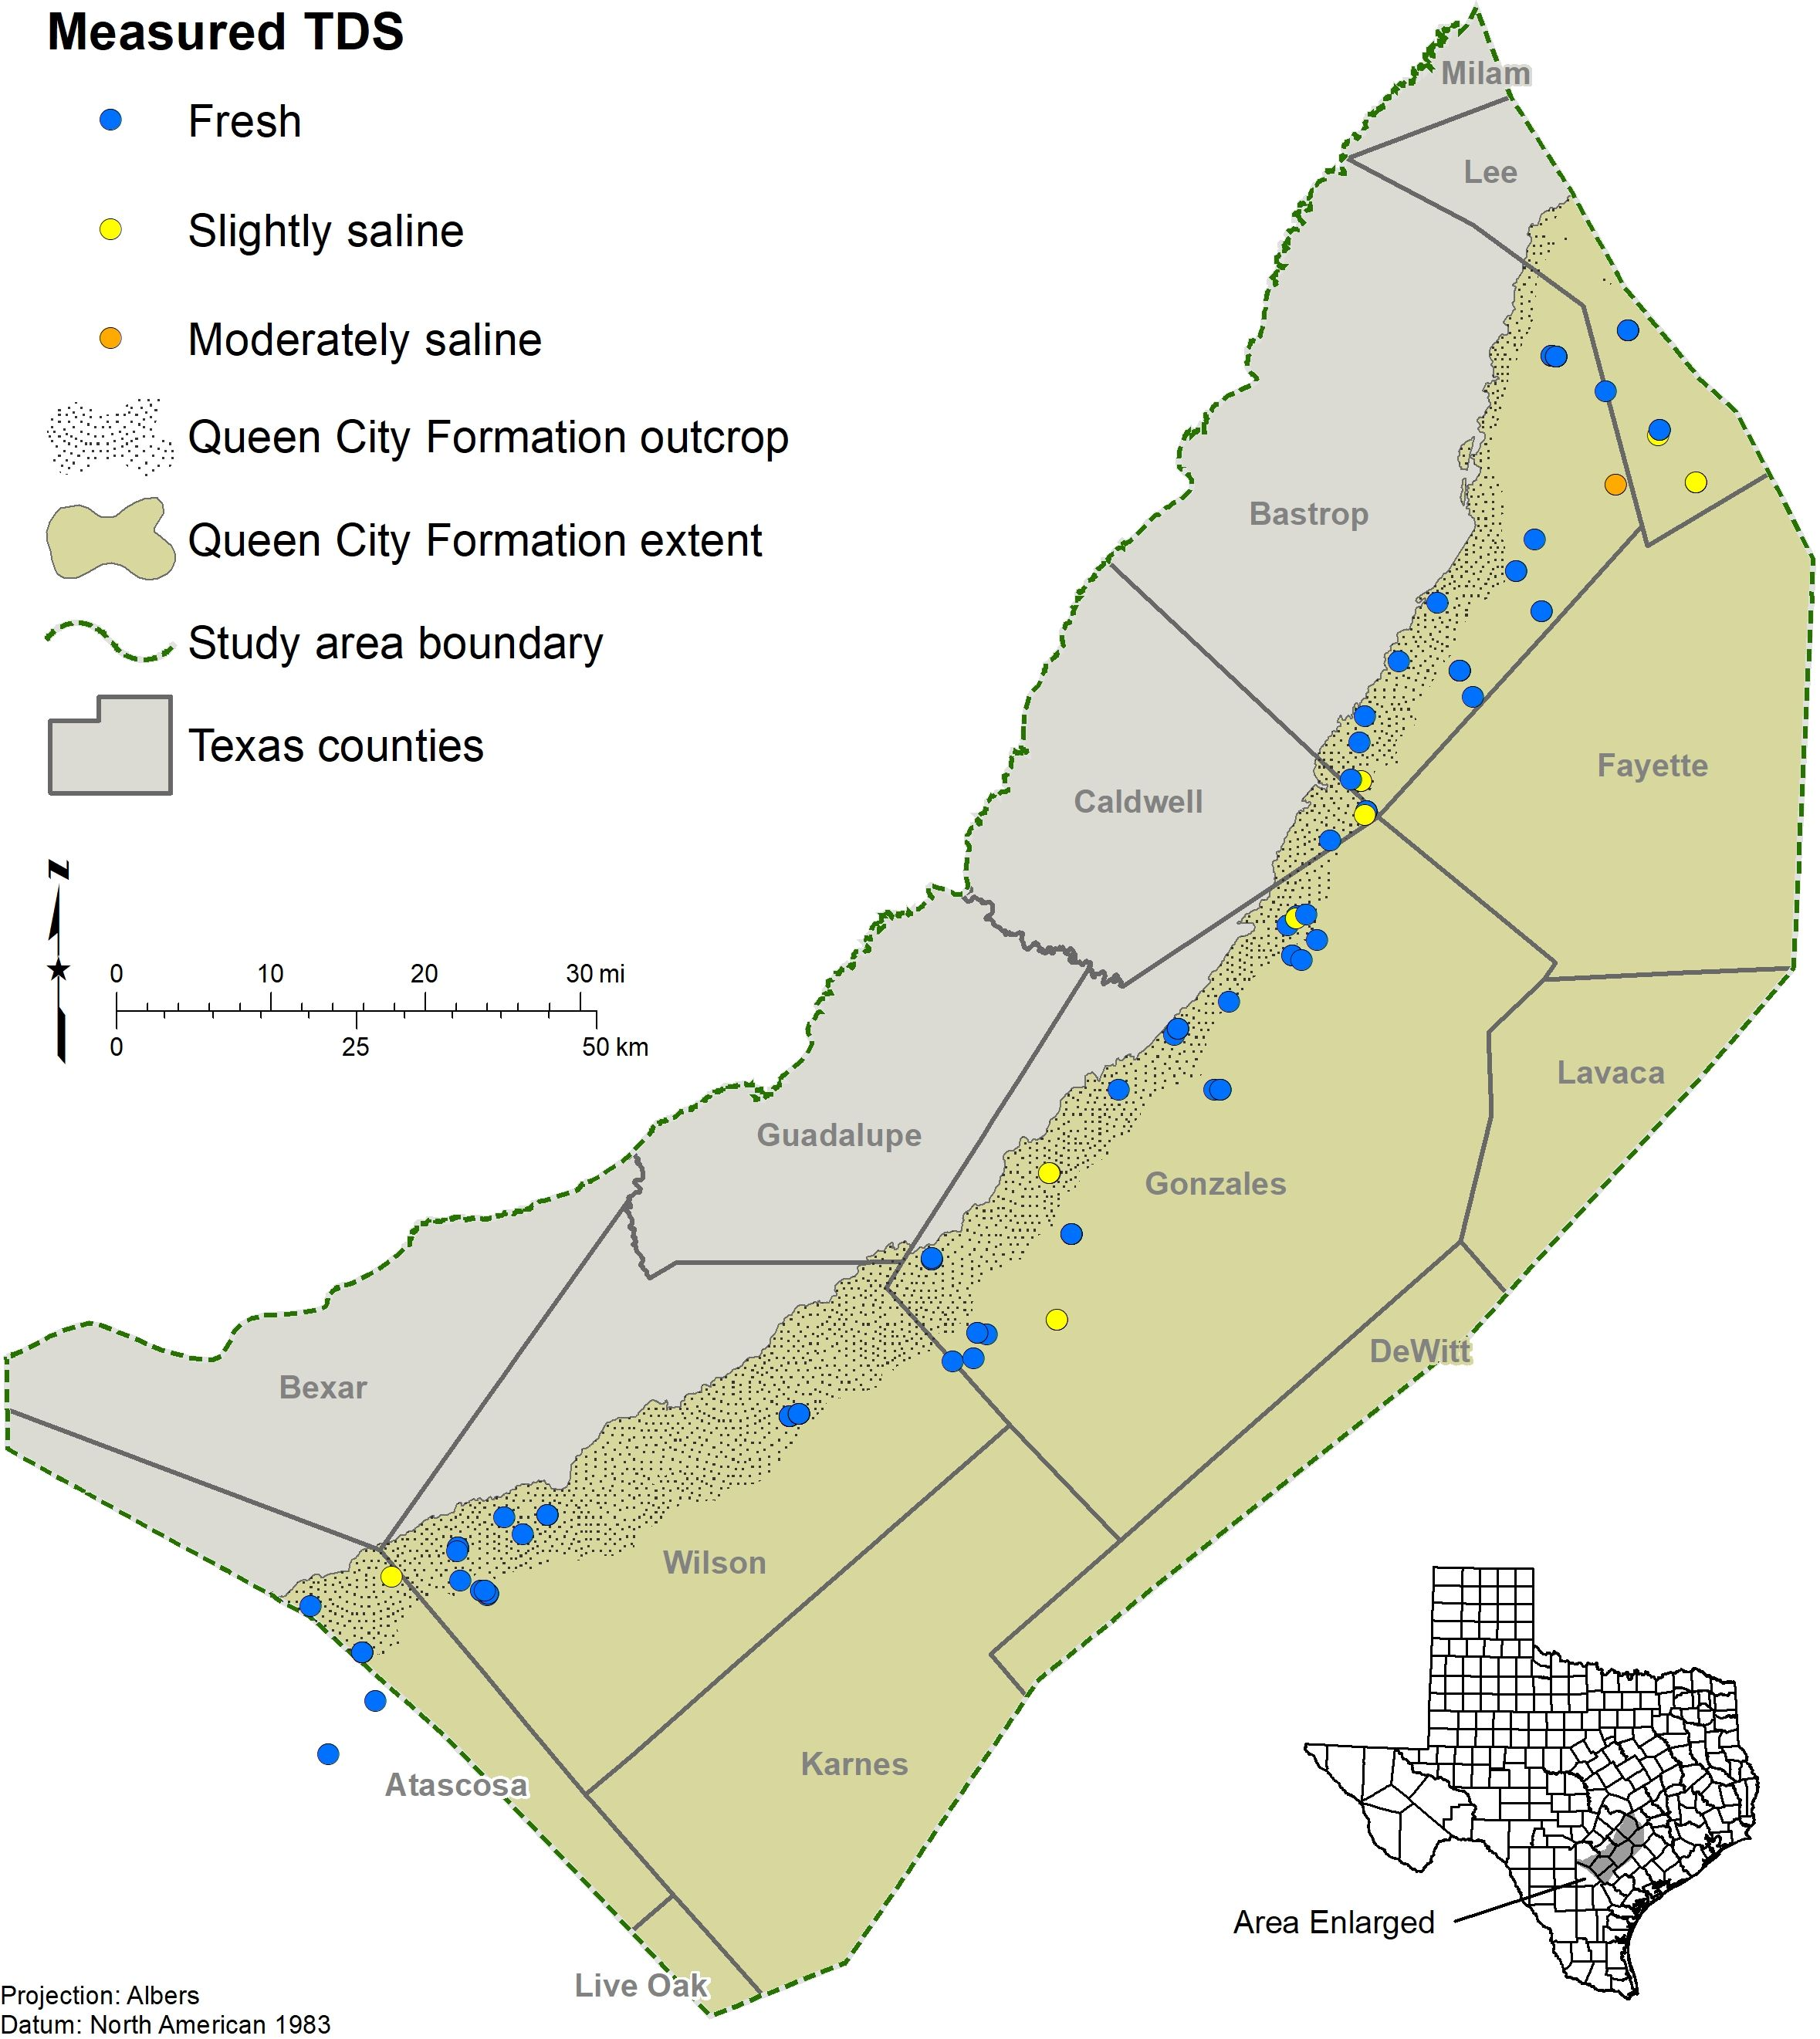 Measured TDS
Fresh
Slightly saline
Moderately saline
Queen City Formation outcrop
Queen City Formation extent
Study area boundary
Texas counties
Milam
Lee
Bastrop
Fayette
Caldwell
Lavaca
Guadalupe
Gonzales
DeWitt
Bexar
Wilson
Karnes
Atascosa
Live Oak
N
0 10 20 30 mi
0 25 50 km
Area Enlarged
Projection: Albers
Datum: North American 1983